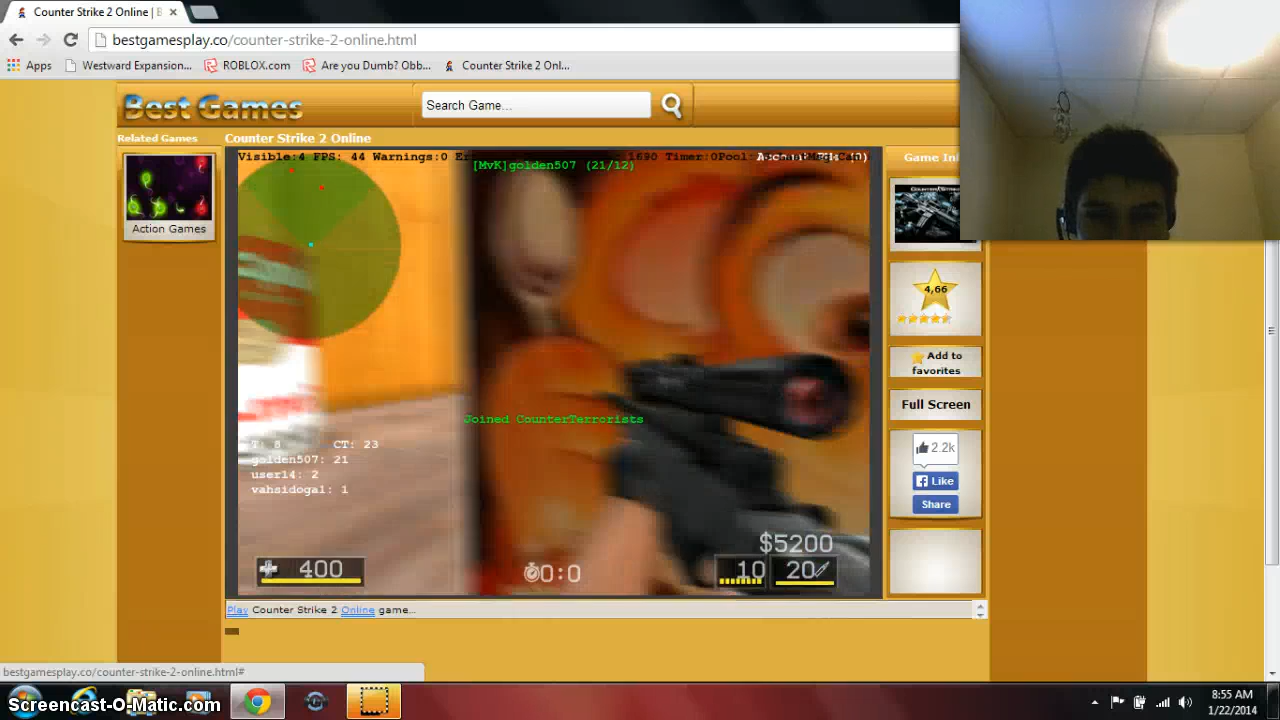 Counter Strike 2 Online | B
bestgamesplay.co/counter-strike-2-online.html
Apps Westward Expansion... ROBLOX.com Are you Dumb? Obb... Counter Strike 2 Onl...
Best Games
Search Game...
Related Games
Counter Strike 2 Online
Visible:4 FPS: 44 Warnings:0 1690
[MvK]golden507 (21/12)
Game
Action Games
4,66
Add to
favorites
Full Screen
Joined CounterTerrorists
T: 8 CT: 23
golden507: 21
user14: 2
vahsidogal: 1
2.2k
Like
Share
$5200
400
0:0
10
20
Play Counter Strike 2 Online game...
bestgamesplay.co/counter-strike-2-online.html#
Screencast-O-Matic.com
8:55 AM
1/22/2014